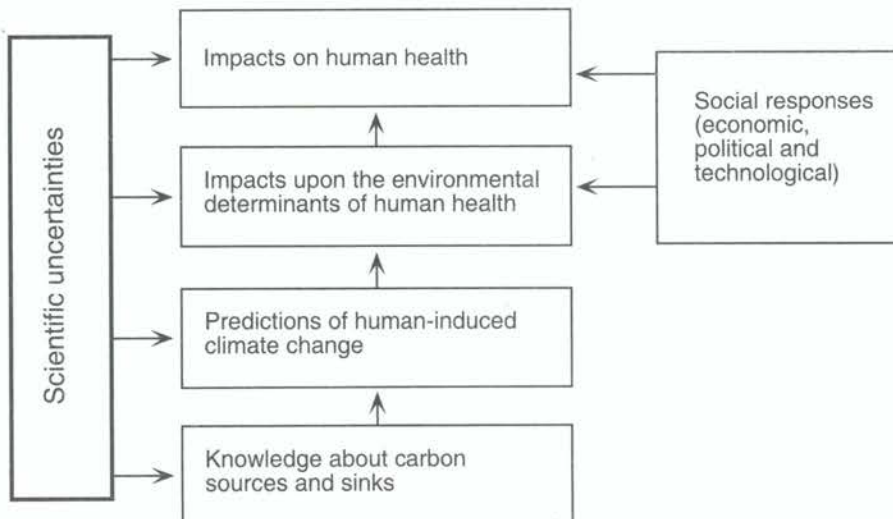 Scientific uncertainties
Impacts on human health
Impacts upon the environmental
determinants of human health
Predictions of human-induced
climate change
Knowledge about carbon
sources and sinks
Social responses
(economic,
political and
technological)